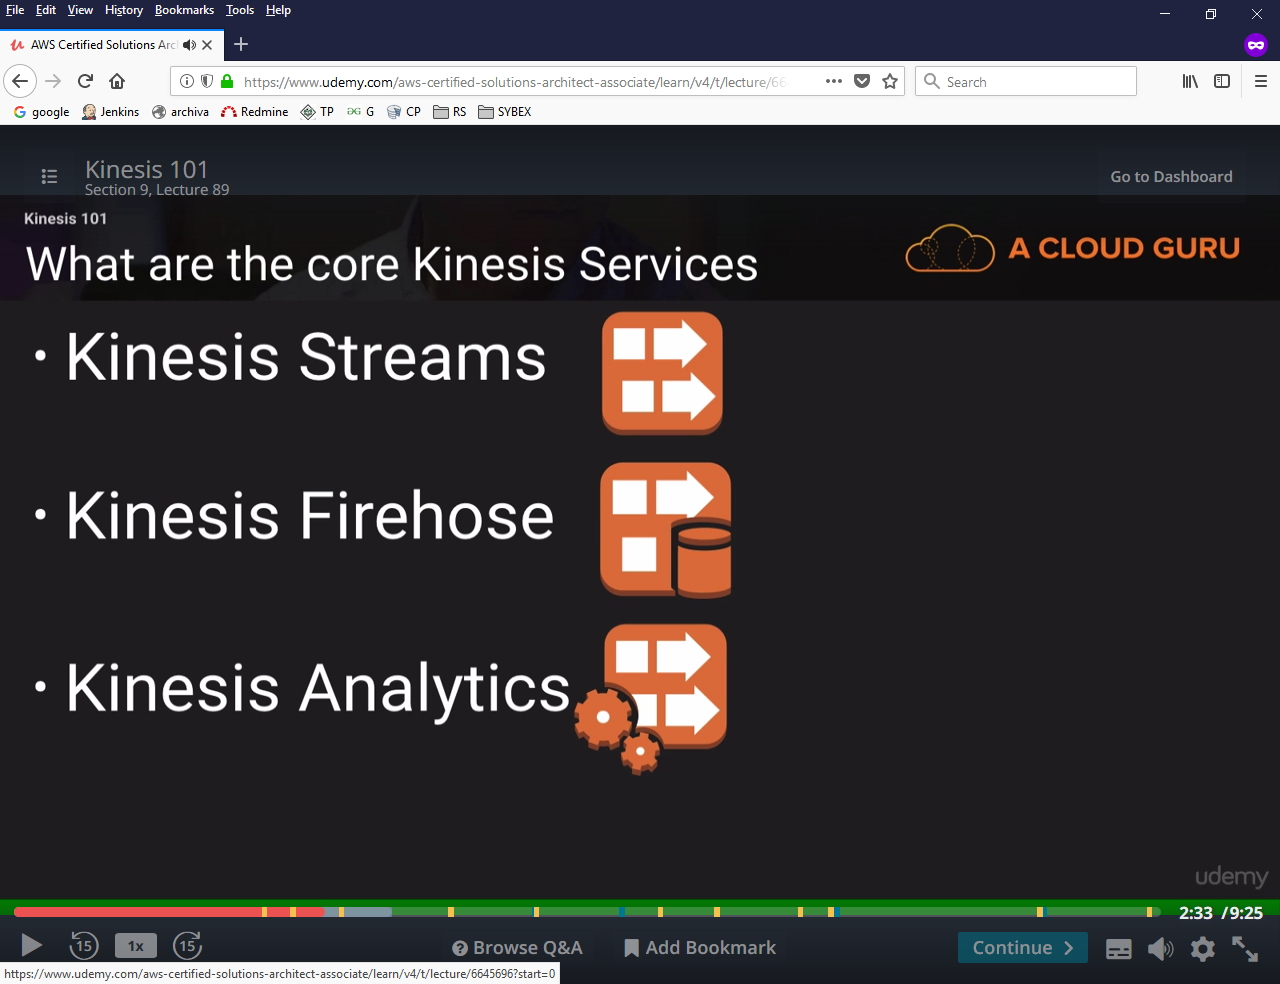 File Edit View History Bookmarks Tools Help
AWS Certified Solutions Arc
https://www.udemy.com/aws-certified-solutions-architect-associate/learn/v4/t/lecture/66
Search
google Jenkins archiva Redmine TP G CP RS SYBEX
Kinesis 101
Section 9, Lecture 89
Go to Dashboard
Kinesis 101
What are the core Kinesis Services
A CLOUD GURU
• Kinesis Streams
• Kinesis Firehose
• Kinesis Analytics
udemy
2:33 / 9:25
15 1x 15 Browse Q&A Add Bookmark Continue
https://www.udemy.com/aws-certified-solutions-architect-associate/learn/v4/t/lecture/6645696?start=0